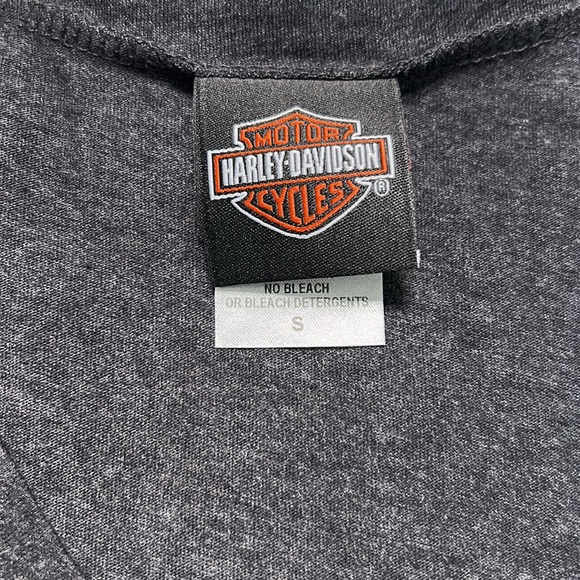 MOTOR
HARLEY-DAVIDSON
CYCLES ®
NO BLEACH
OR BLEACH DETERGENTS
S